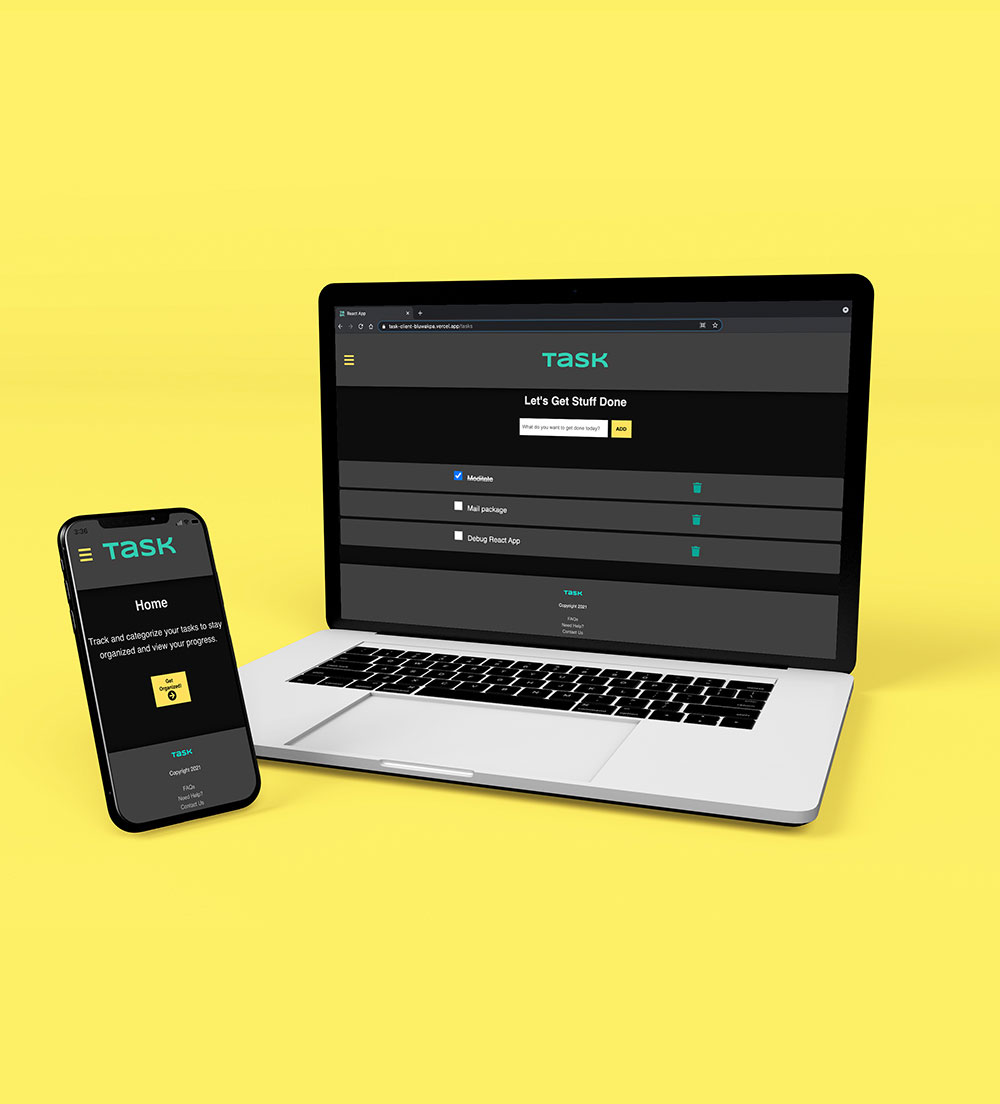 React App
task-client-bluwakpa.vercel.app/tasks
TASK
Let's Get Stuff Done
What do you want to get done today?
ADD
Meditate
Mail package
Debug React App
TASK
Copyright 2021
FAQs
Need Help?
Contact Us
3:36
TASK
Home
Track and categorize your tasks to stay
organized and view your progress.
Get
Organized!
TASK
Copyright 2021
FAQs
Need Help?
Contact Us